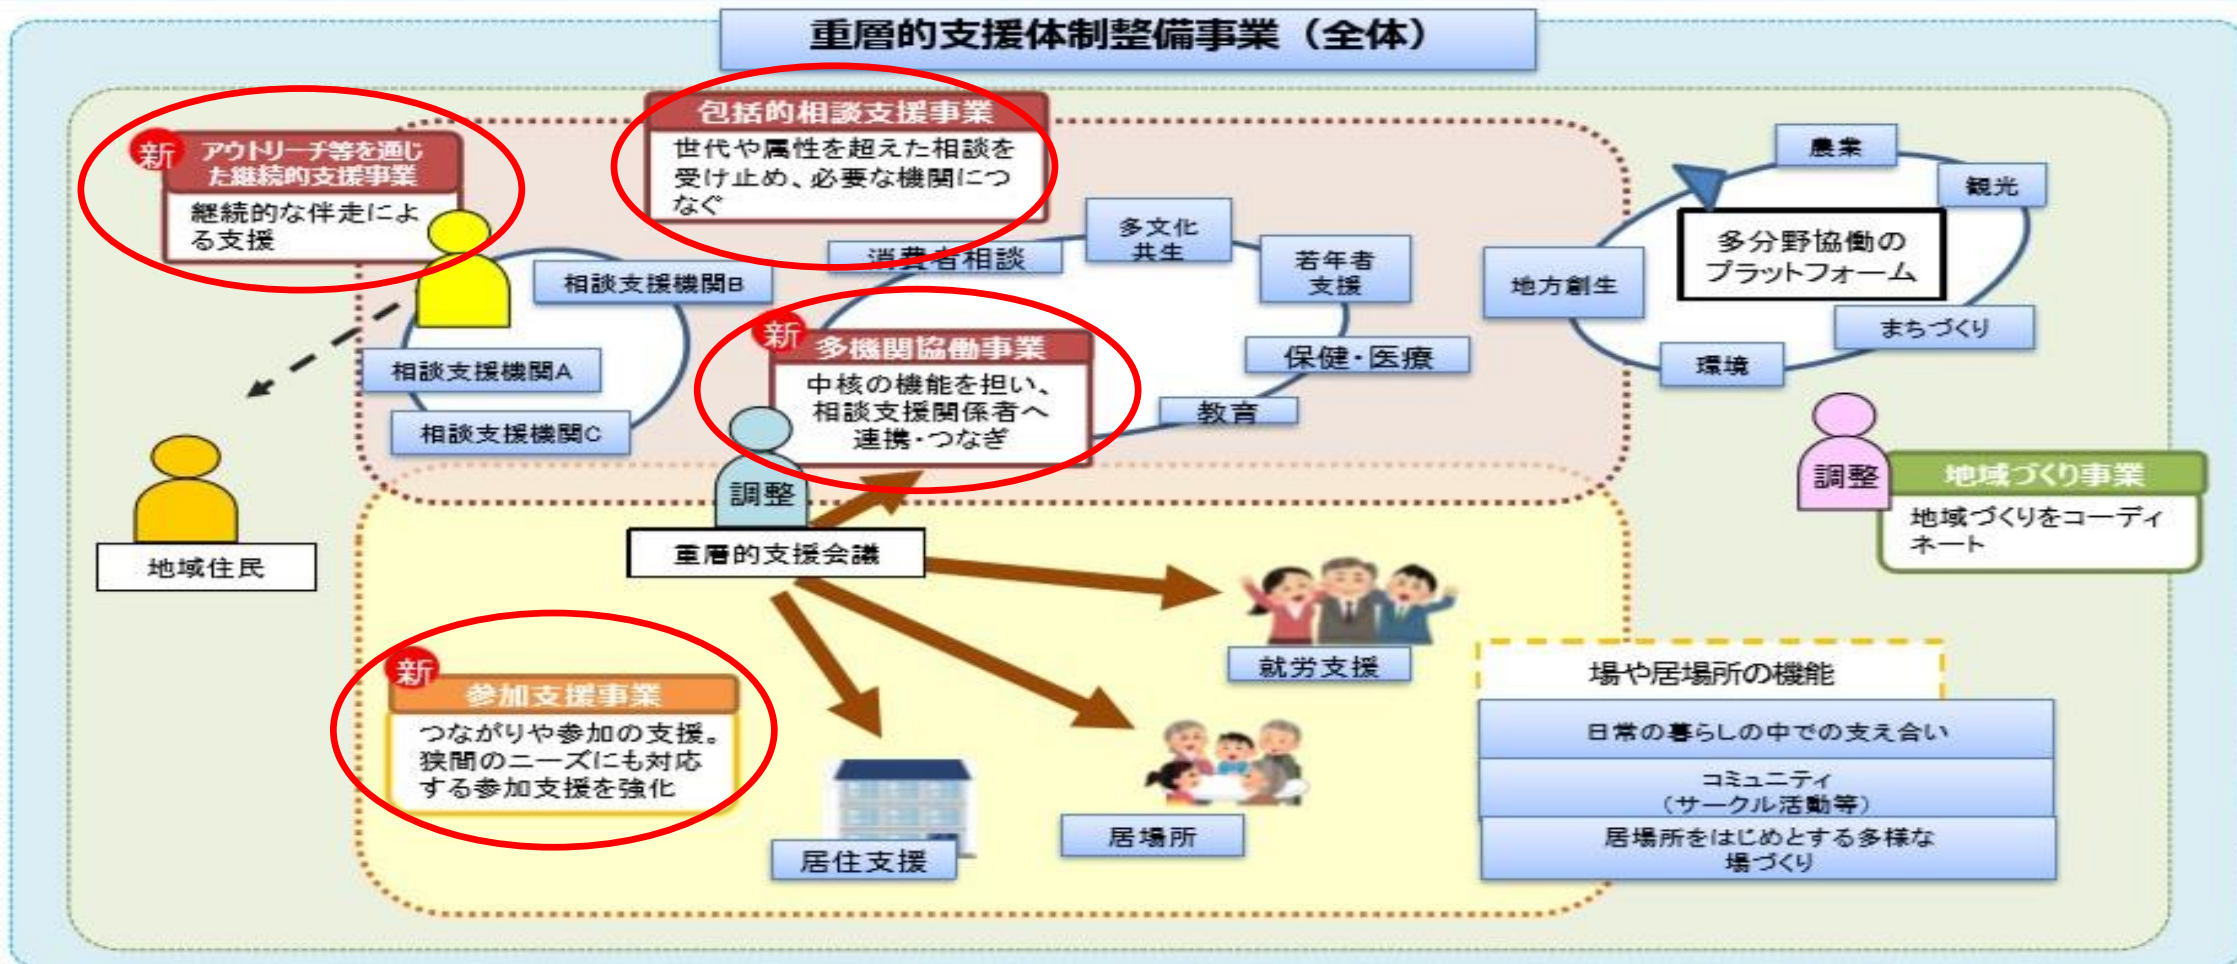 重層的支援体制整備事業（全体）
新
アウトリーチ等を通じ
た継続的支援事業
継続的な伴走によ
る支援
包括的相談支援事業
世代や属性を超えた相談を
受け止め、必要な機関につ
なぐ
相談支援機関B
相談支援機関A
相談支援機関C
消費者相談
多文化
共生
若年者
支援
保健・医療
教育
新
多機関協働事業
中核の機能を担い、
相談支援関係者へ
連携・つなぎ
農業
観光
多分野協働の
プラットフォーム
地方創生
まちづくり
環境
調整
地域づくり事業
地域づくりをコーディ
ネート
地域住民
調整
重層的支援会議
新
参加支援事業
つながりや参加の支援。
狭間のニーズにも対応
する参加支援を強化
就労支援
居場所
居住支援
場や居場所の機能
日常の暮らしの中での支え合い
コミュニティ
（サークル活動等）
居場所をはじめとする多様な
場づくり